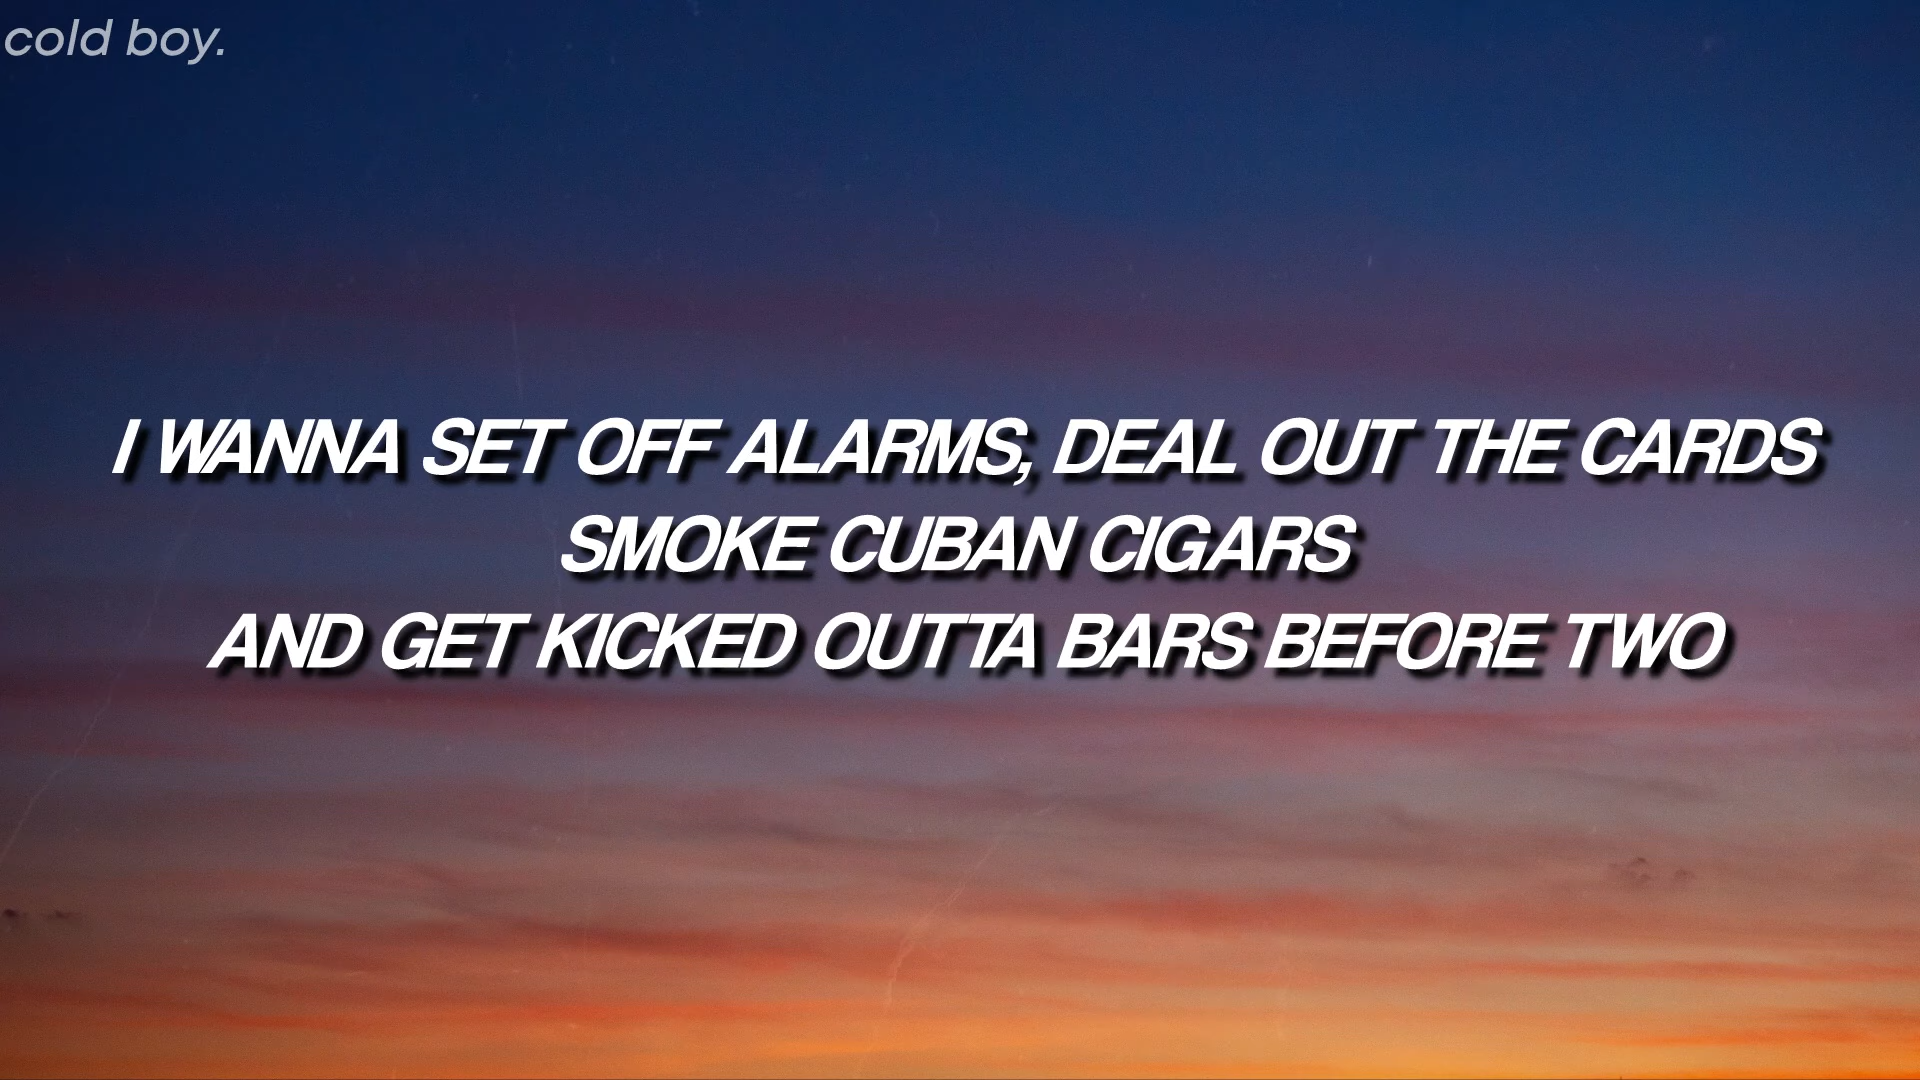 cold boy.
I WANNA SET OFF ALARMS, DEAL OUT THE CARDS
SMOKE CUBAN CIGARS
AND GET KICKED OUTTA BARS BEFORE TWO